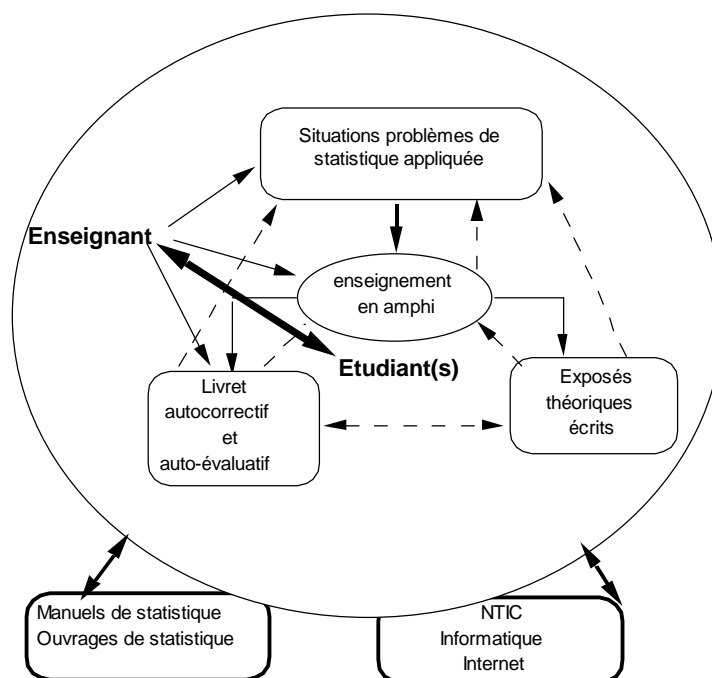 Situations problèmes de
statistique appliquée
Enseignant
enseignement
en amphi
Etudiant(s)
Livret
autocorrectif
et
auto-évaluatif
Exposés
théoriques
écrits
Manuels de statistique
Ouvrages de statistique
NTIC
Informatique
Internet